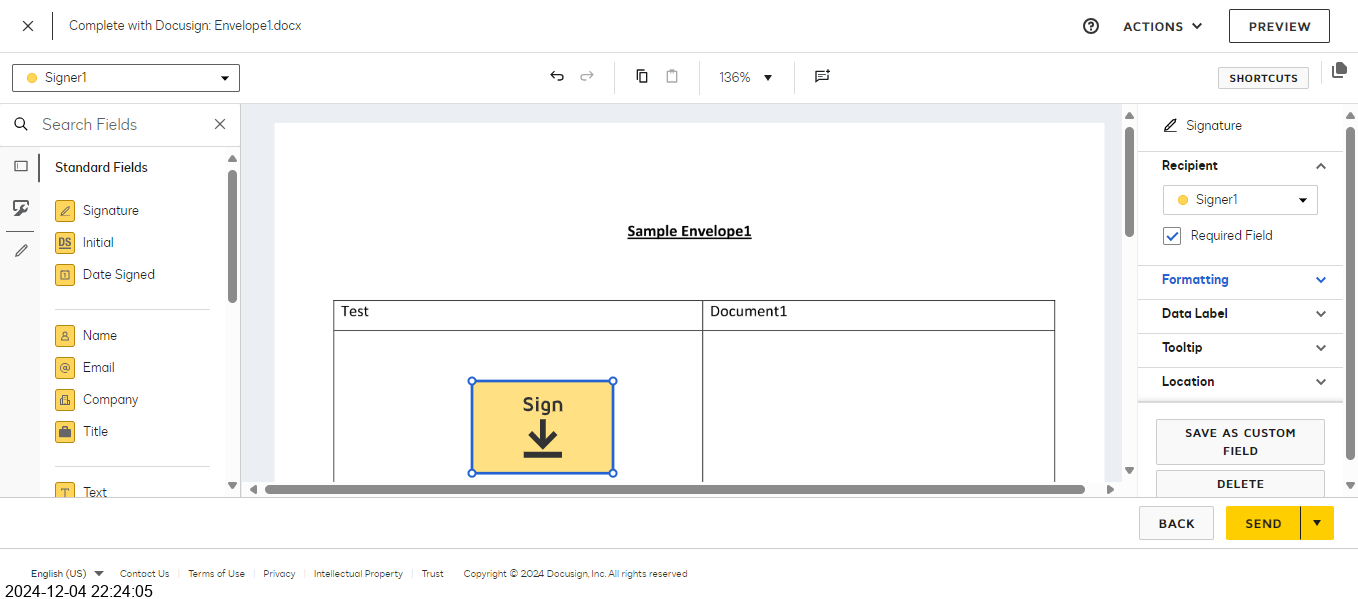 Complete with Docusign: Envelope1.docx
ACTIONS
PREVIEW
Signer1
136%
SHORTCUTS
Search Fields
Standard Fields
Signature
DS Initial
1 Date Signed
Name
@ Email
Company
Title
T Text
Sample Envelope1
Test Document1
Sign
Signature
Recipient
Signer1
Required Field
Formatting
Data Label
Tooltip
Location
SAVE AS CUSTOM
FIELD
DELETE
BACK
SEND
English (US) Contact Us Terms of Use Privacy Intellectual Property Trust Copyright © 2024 Docusign, Inc. All rights reserved
2024-12-04 22:24:05